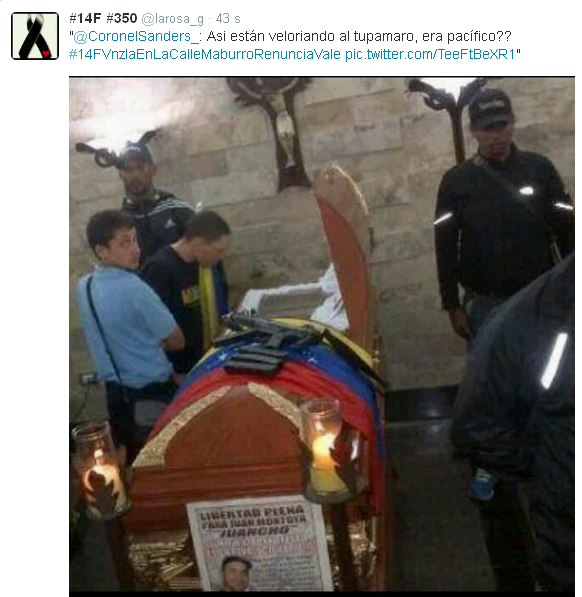 #14F #350 @larosa_g · 43 s
"@CoronelSanders_: Asi están veloriando al tupamaro, era pacífico??
#14FVnzlaEnLaCalleMaburroRenunciaVale pic.twitter.com/TeeFtBeXR1"
LIBERTAD PLENA
PARA JUAN MONTOYA
"JUANCHO"